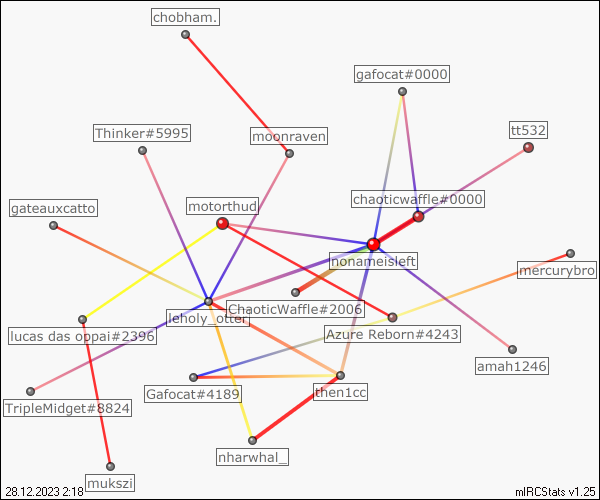 chobham.
gafocat#0000
Thinker#5995
moonraven
tt532
chaoticwaffle#0000
gateauxcatto
motorthud
nonameisleft
mercurybro
ChaoticWaffle#2006
leholy_otter
lucas das oppai#2396
Azure Reborn#4243
amah1246
Gafocat#4189
then1cc
TripleMidget#8824
nharwhal_
mukszi
28.12.2023 2:18
mIRCStats v1.25